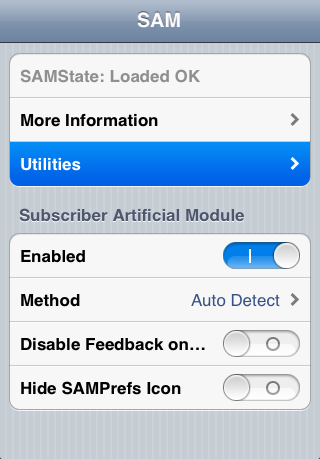 SAM
SAMState: Loaded OK
More Information
Utilities
Subscriber Artificial Module
Enabled
Method Auto Detect
Disable Feedback on...
Hide SAMPrefs Icon